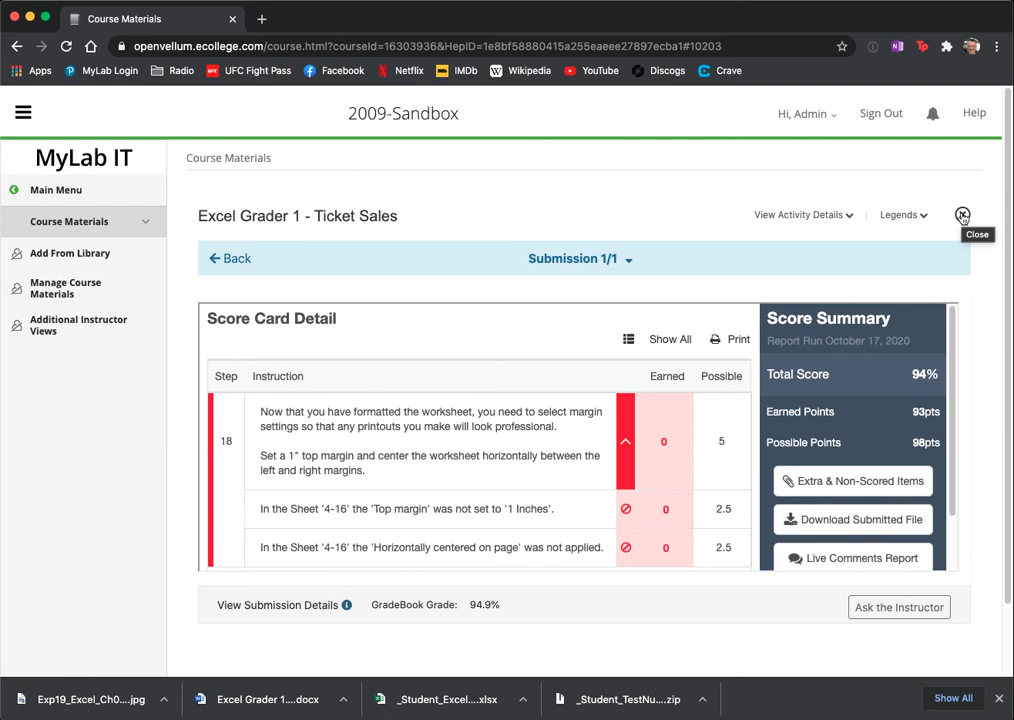 Course Materials
openvellum.ecollege.com/course.html?courseId=16303936&HepID=1e8bf58880415a255eaeee27897ecba1#10203
Apps MyLab Login Radio UFC Fight Pass Facebook Netflix IMDb Wikipedia YouTube Discogs Crave
2009-Sandbox
Hi, Admin Sign Out Help
MyLab IT
Main Menu
Course Materials
Add From Library
Manage Course
Materials
Additional Instructor
Views
Course Materials
Excel Grader 1 - Ticket Sales
View Activity Details Legends
Close
Back
Submission 1/1
Score Card Detail
Show All Print
Step Instruction Earned Possible
18
Now that you have formatted the worksheet, you need to select margin
settings so that any printouts you make will look professional.
Set a 1" top margin and center the worksheet horizontally between the
left and right margins.
0 5
In the Sheet '4-16' the 'Top margin' was not set to '1 Inches'. 0 2.5
In the Sheet '4-16' the 'Horizontally centered on page' was not applied. 0 2.5
Score Summary
Report Run October 17, 2020
Total Score 94%
Earned Points 93pts
Possible Points 98pts
Extra & Non-Scored Items
Download Submitted File
Live Comments Report
View Submission Details GradeBook Grade: 94.9%
Ask the Instructor
Exp19_Excel_Ch0....jpg Excel Grader 1....docx _Student_Excel....xlsx _Student_TestNu....zip Show All